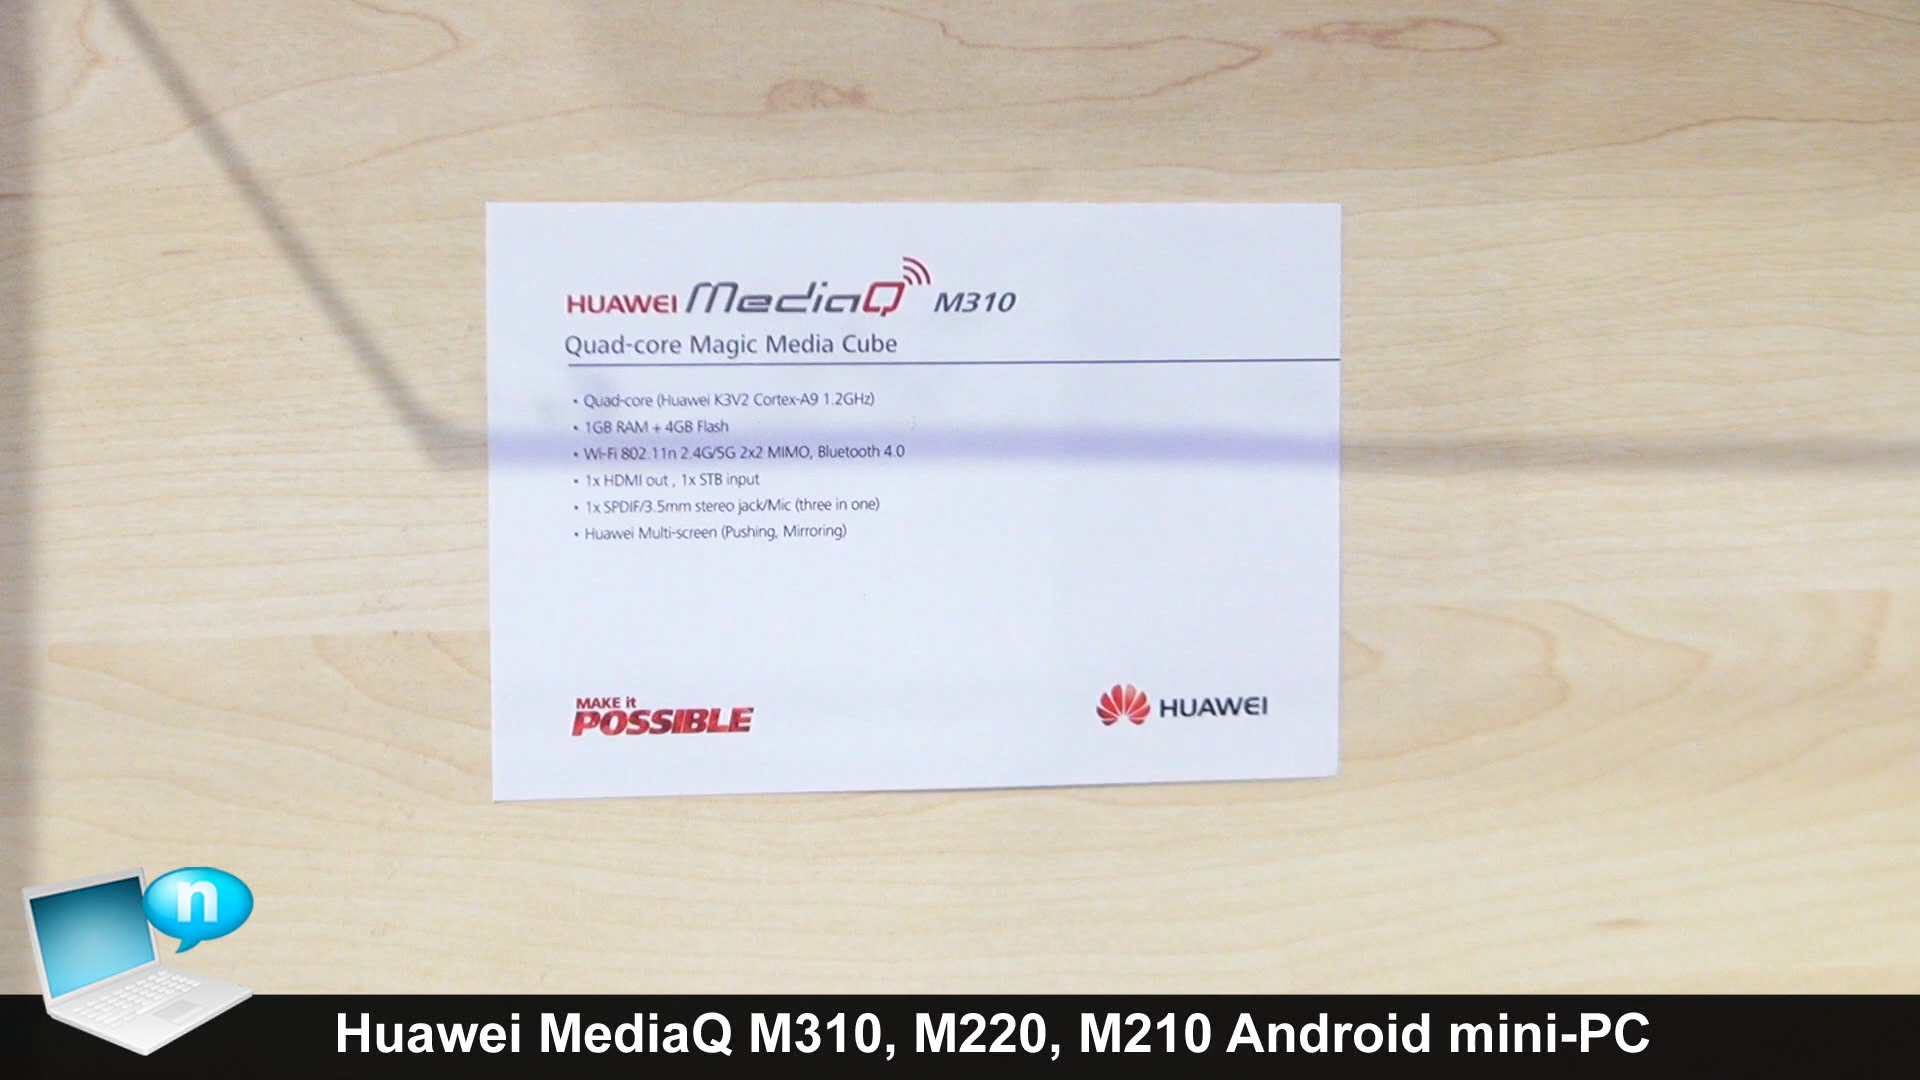 HUAWEI MediaQ M310
Quad-core Magic Media Cube
• Quad-core (Huawei K3V2 Cortex-A9 1.2GHz)
• 1GB RAM + 4GB Flash
• Wi-Fi 802.11n 2.4G/5G 2x2 MIMO, Bluetooth 4.0
• 1x HDMI out , 1x STB input
• 1x SPDIF/3.5mm stereo jack/Mic (three in one)
• Huawei Multi-screen (Pushing, Mirroring)
MAKE it
POSSIBLE
HUAWEI
n
Huawei MediaQ M310, M220, M210 Android mini-PC